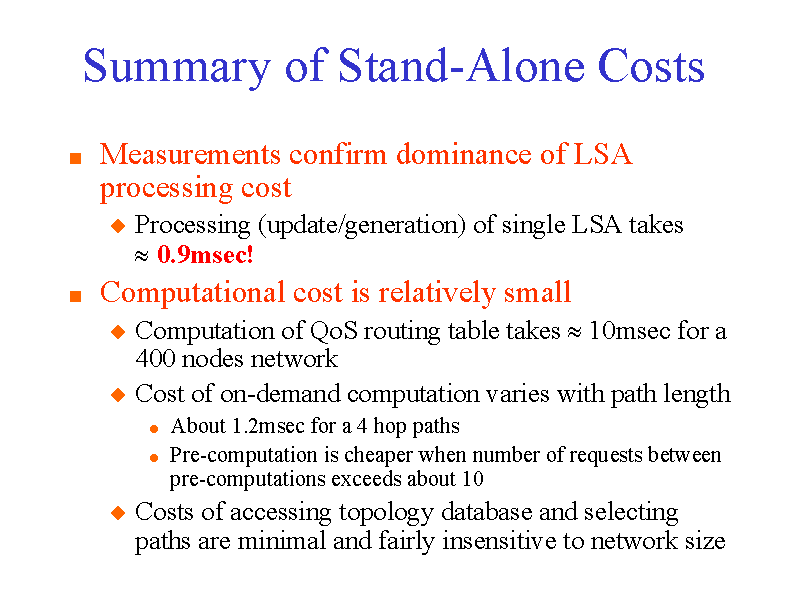 Summary of Stand-Alone Costs
Measurements confirm dominance of LSA
processing cost
Processing (update/generation) of single LSA takes
≈ 0.9msec!
Computational cost is relatively small
Computation of QoS routing table takes ≈ 10msec for a
400 nodes network
Cost of on-demand computation varies with path length
About 1.2msec for a 4 hop paths
Pre-computation is cheaper when number of requests between
pre-computations exceeds about 10
Costs of accessing topology database and selecting
paths are minimal and fairly insensitive to network size